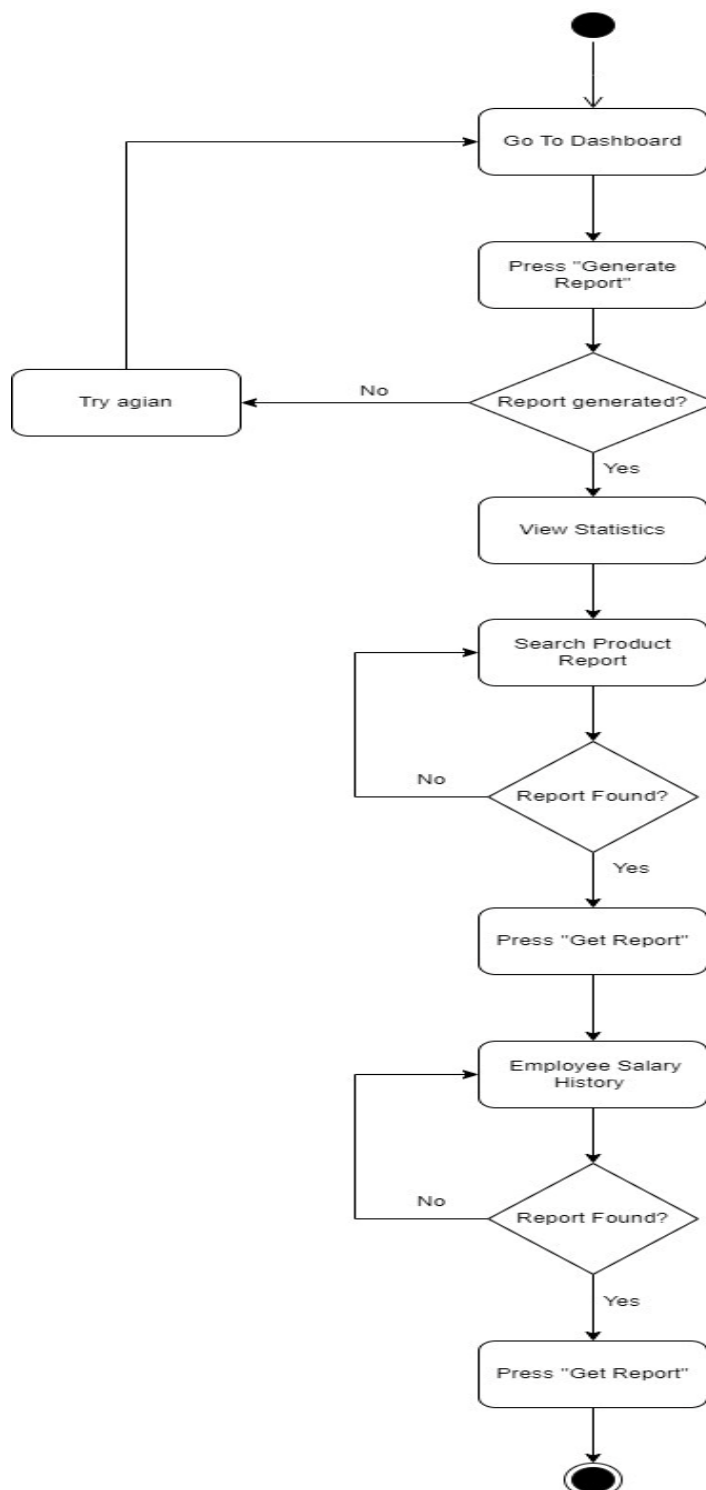 Go To Dashboard
Press "Generate
Report"
Try agian
No
Report generated?
Yes
View Statistics
Search Product
Report
No
Report Found?
Yes
Press "Get Report"
Employee Salary
History
No
Report Found?
Yes
Press "Get Report"